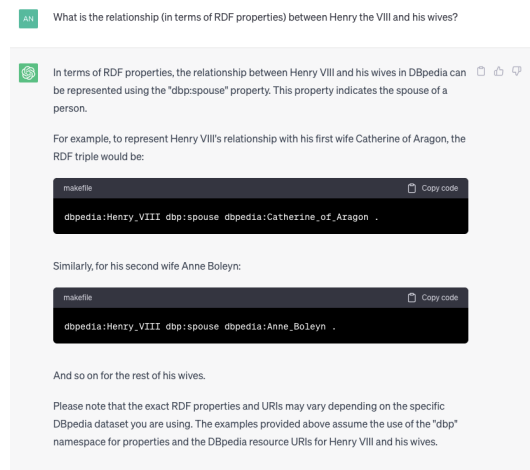 AN
What is the relationship (in terms of RDF properties) between Henry the VIII and his wives?
In terms of RDF properties, the relationship between Henry VIII and his wives in DBpedia can
be represented using the "dbp:spouse" property. This property indicates the spouse of a
person.
For example, to represent Henry VIII's relationship with his first wife Catherine of Aragon, the
RDF triple would be:
makefile
Copy code
dbpedia:Henry_VIII dbp:spouse dbpedia:Catherine_of_Aragon .
Similarly, for his second wife Anne Boleyn:
makefile
Copy code
dbpedia:Henry_VIII dbp:spouse dbpedia:Anne_Boleyn .
And so on for the rest of his wives.
Please note that the exact RDF properties and URIs may vary depending on the specific
DBpedia dataset you are using. The examples provided above assume the use of the "dbp"
namespace for properties and the DBpedia resource URIs for Henry VIII and his wives.